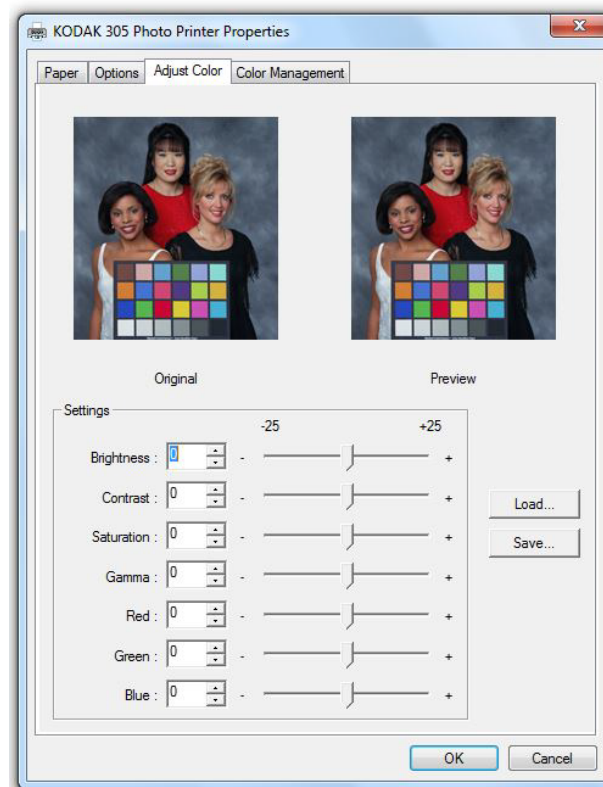 KODAK 305 Photo Printer Properties
Paper Options Adjust Color Color Management
Original Preview
Settings
-25 +25
Brightness : 0 - +
Contrast : 0 - +
Saturation : 0 - +
Gamma : 0 - +
Red : 0 - +
Green : 0 - +
Blue : 0 - +
Load...
Save...
OK Cancel